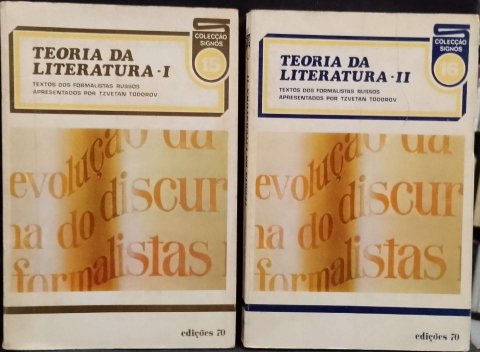 COLECÇÃO
SIGNOS
15
TEORIA DA
LITERATURA·I
TEXTOS DOS FORMALISTAS RUSSOS
APRESENTADOS POR TZVETAN TODOROV
evolução da
discur
na do
formalistas
edições 70
COLECÇÃO
SIGNOS
16
TEORIA DA
LITERATURA·II
TEXTOS DOS FORMALISTAS RUSSOS
APRESENTADOS POR TZVETAN TODOROV
evolução da
discur
na do
formalistas
edições 70